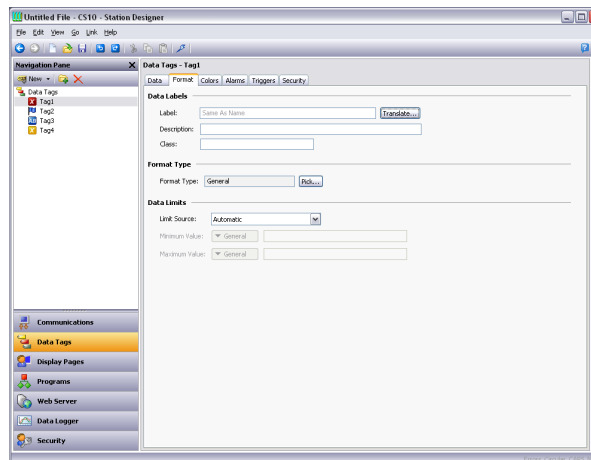 Untitled File - CS10 - Station Designer
File Edit View Go Link Help
Navigation Pane X
New
Data Tags
Tag1
Tag2
Tag3
Tag4
Communications
Data Tags
Display Pages
Programs
Web Server
Data Logger
Security
Data Tags - Tag1
Data Format Colors Alarms Triggers Security
Data Labels
Label: Same As Name Translate...
Description:
Class:
Format Type
Format Type: General Pick...
Data Limits
Limit Source: Automatic
Minimum Value: General
Maximum Value: General